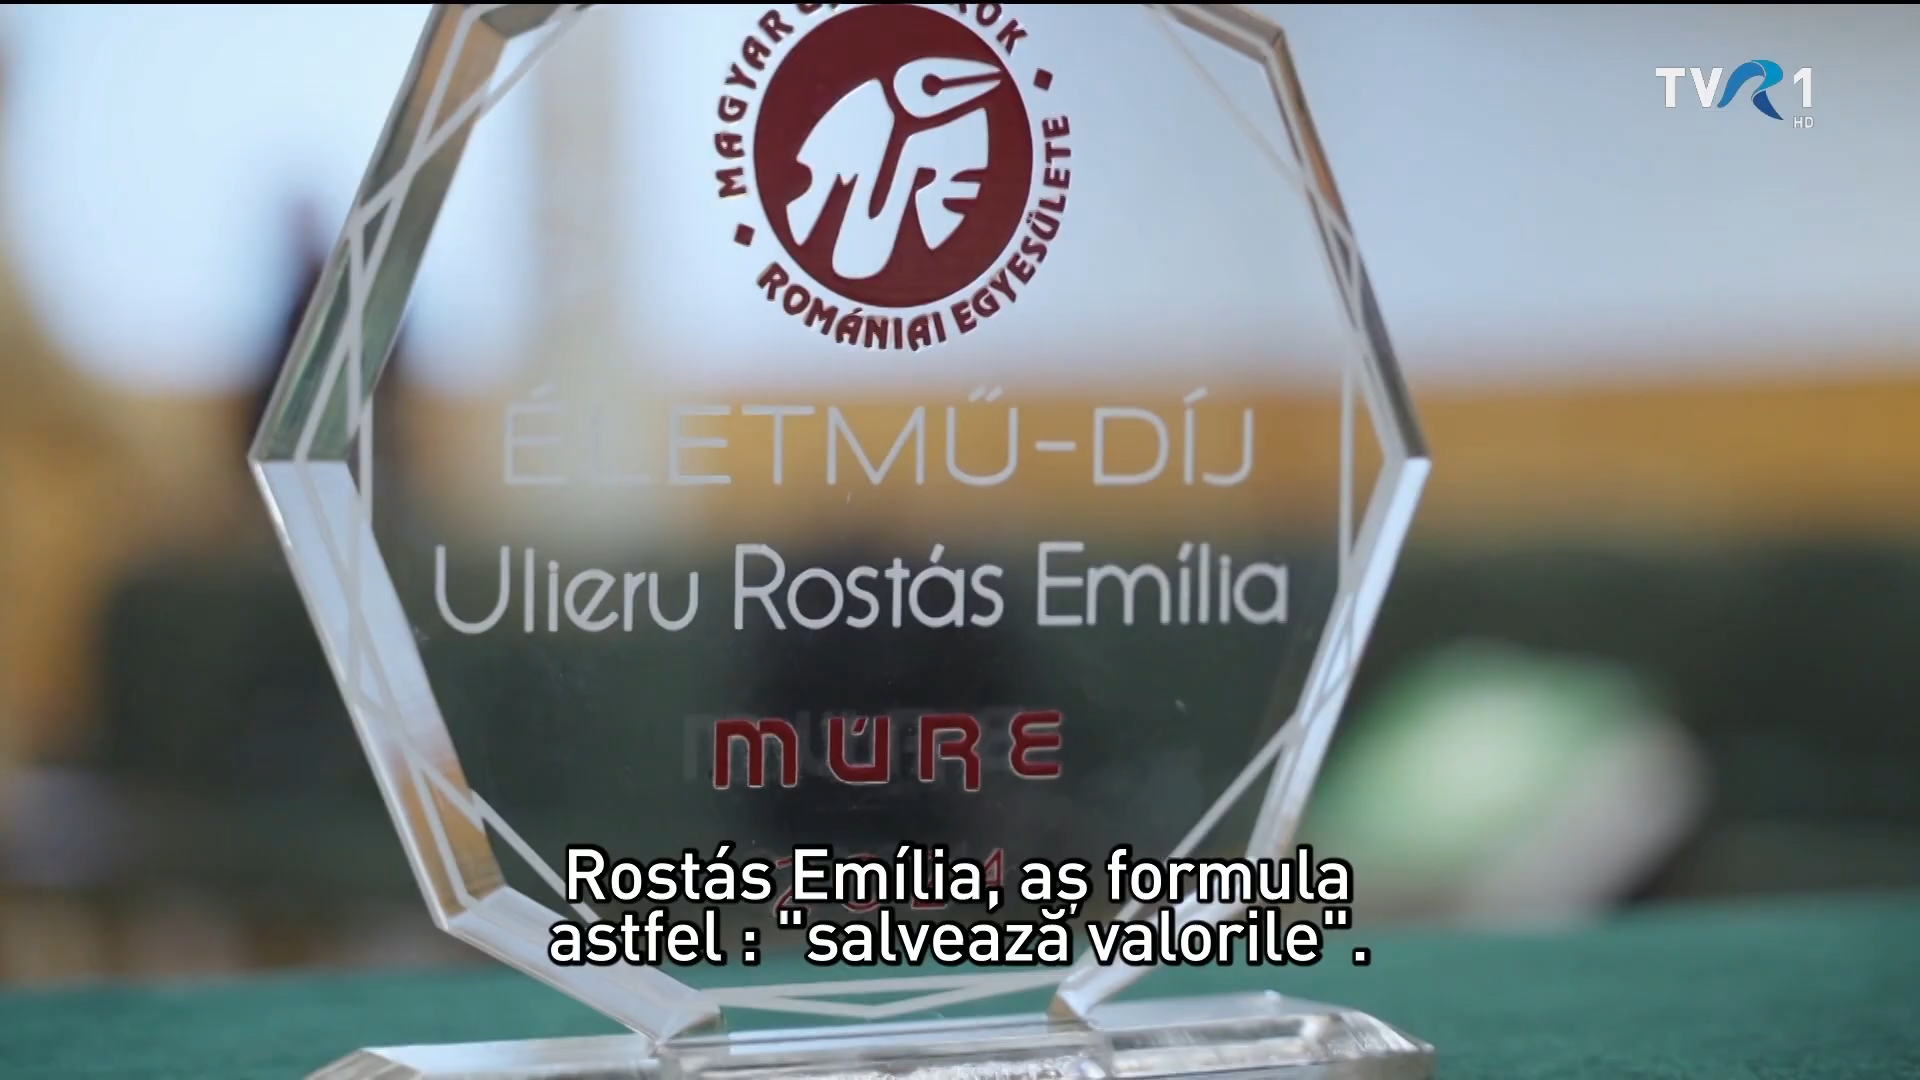 TVR1
HD
MAGYAR
ROMÁNIAI EGYESÜLETE
MÚRE
ÉLETMŰ-DÍJ
Ulieru Rostás Emília
MÚRE
Rostás Emília, aș formula
astfel : "salvează valorile".